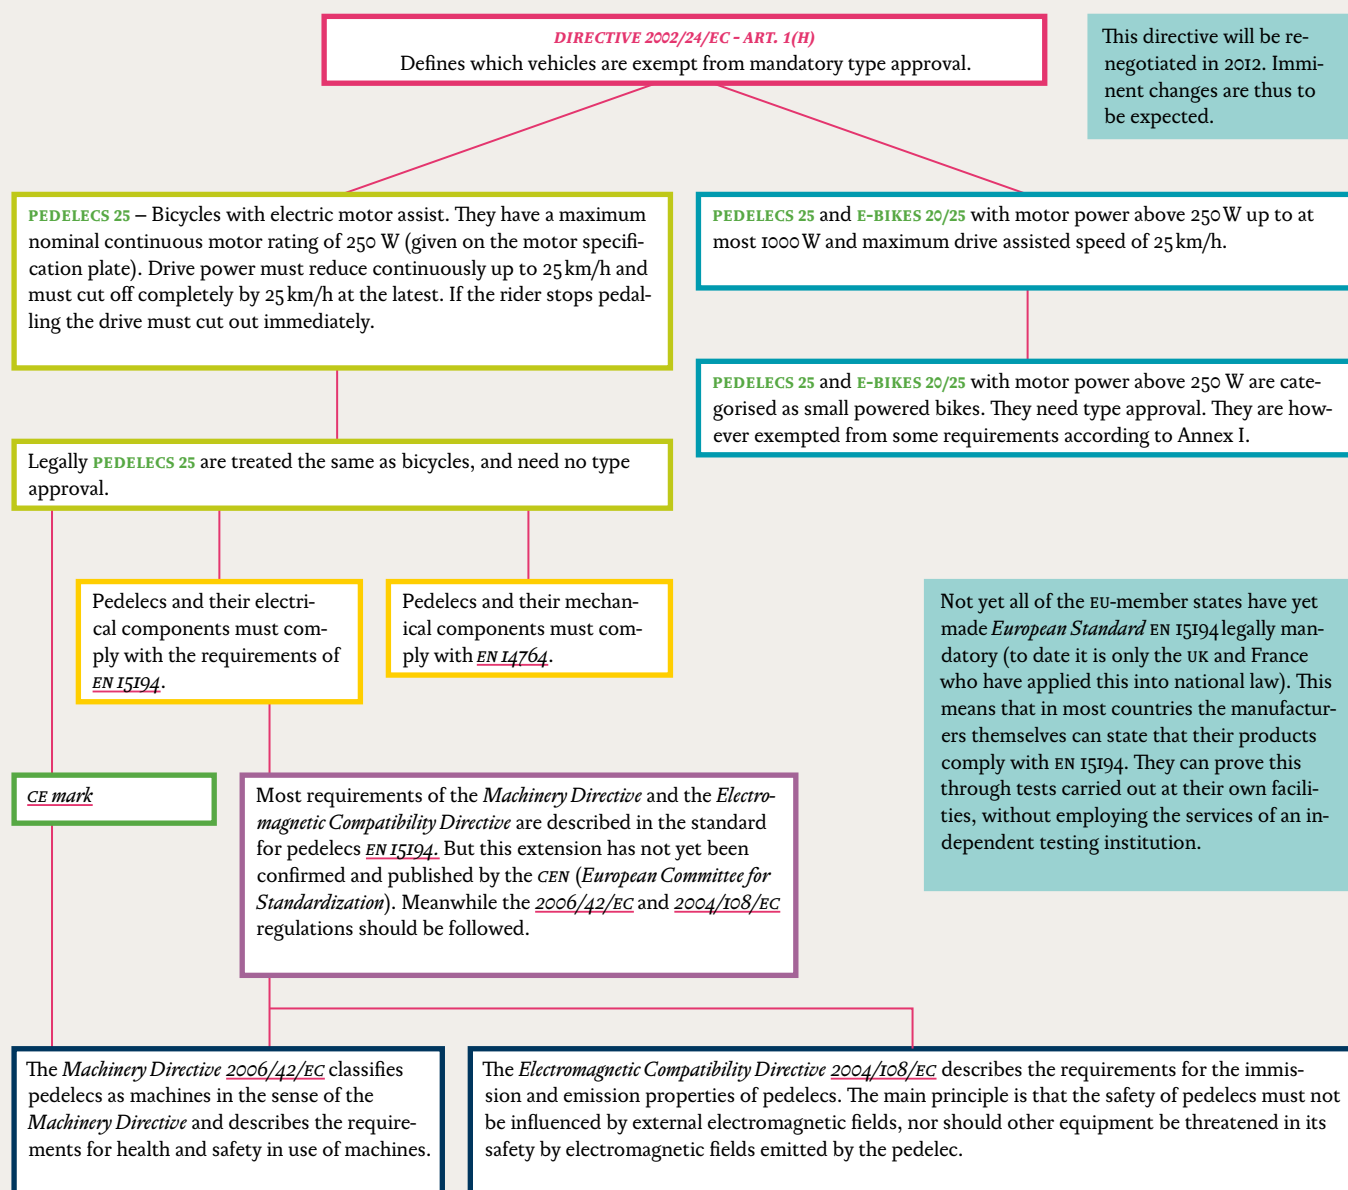 DIRECTIVE 2002/24/EC - ART. 1(H)
Defines which vehicles are exempt from mandatory type approval.
This directive will be re-
negotiated in 2012. Immi-
nent changes are thus to
be expected.
PEDELECS 25 – Bicycles with electric motor assist. They have a maximum
nominal continuous motor rating of 250 W (given on the motor specifi-
cation plate). Drive power must reduce continuously up to 25 km/h and
must cut off completely by 25 km/h at the latest. If the rider stops pedal-
ling the drive must cut out immediately.
PEDELECS 25 and E-BIKES 20/25 with motor power above 250 W up to at
most 1000 W and maximum drive assisted speed of 25 km/h.
PEDELECS 25 and E-BIKES 20/25 with motor power above 250 W are cate-
gorised as small powered bikes. They need type approval. They are how-
ever exempted from some requirements according to Annex I.
Legally PEDELECS 25 are treated the same as bicycles, and need no type
approval.
Pedelecs and their electri-
cal components must com-
ply with the requirements of
EN 15194.
Pedelecs and their mechan-
ical components must com-
ply with EN 14764.
Not yet all of the EU-member states have yet
made European Standard EN 15194 legally man-
datory (to date it is only the UK and France
who have applied this into national law). This
means that in most countries the manufactur-
ers themselves can state that their products
comply with EN 15194. They can prove this
through tests carried out at their own facili-
ties, without employing the services of an in-
dependent testing institution.
CE mark
Most requirements of the Machinery Directive and the Electro-
magnetic Compatibility Directive are described in the standard
for pedelecs EN 15194. But this extension has not yet been
confirmed and published by the CEN (European Committee for
Standardization). Meanwhile the 2006/42/EC and 2004/108/EC
regulations should be followed.
The Machinery Directive 2006/42/EC classifies
pedelecs as machines in the sense of the
Machinery Directive and describes the require-
ments for health and safety in use of machines.
The Electromagnetic Compatibility Directive 2004/108/EC describes the requirements for the immis-
sion and emission properties of pedelecs. The main principle is that the safety of pedelecs must not
be influenced by external electromagnetic fields, nor should other equipment be threatened in its
safety by electromagnetic fields emitted by the pedelec.